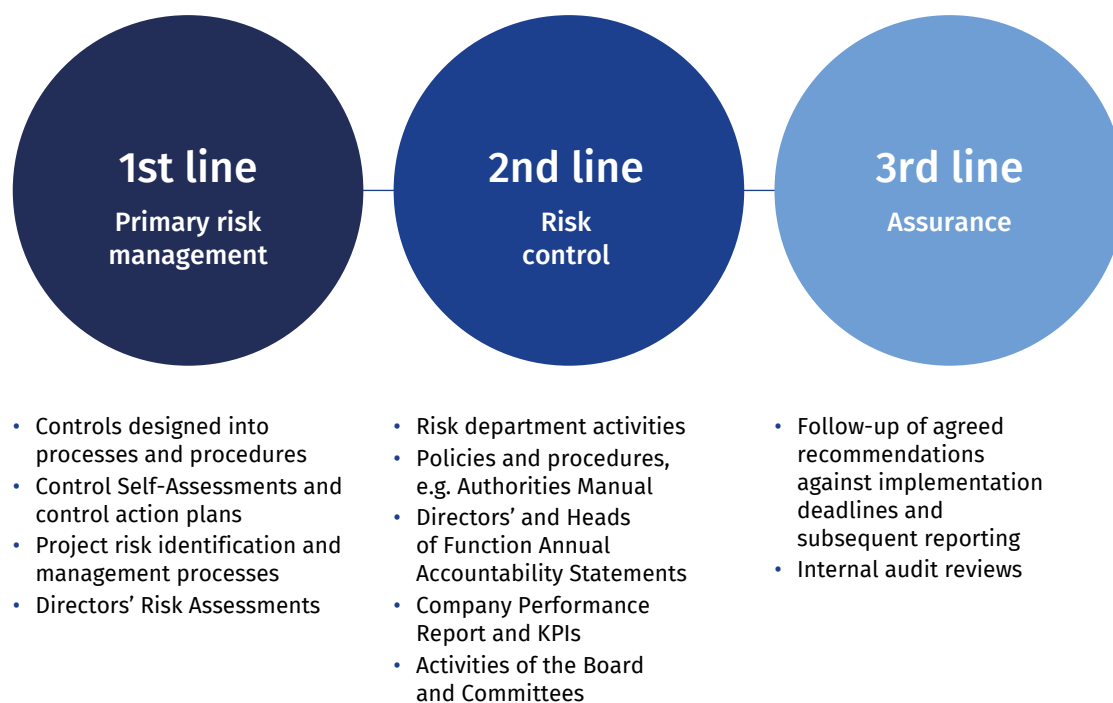 1st line
Primary risk
management
2nd line
Risk
control
3rd line
Assurance
• Controls designed into
processes and procedures
• Control Self-Assessments and
control action plans
• Project risk identification and
management processes
• Directors’ Risk Assessments
• Risk department activities
• Policies and procedures,
e.g. Authorities Manual
• Directors’ and Heads
of Function Annual
Accountability Statements
• Company Performance
Report and KPIs
• Activities of the Board
and Committees
• Follow-up of agreed
recommendations
against implementation
deadlines and
subsequent reporting
• Internal audit reviews